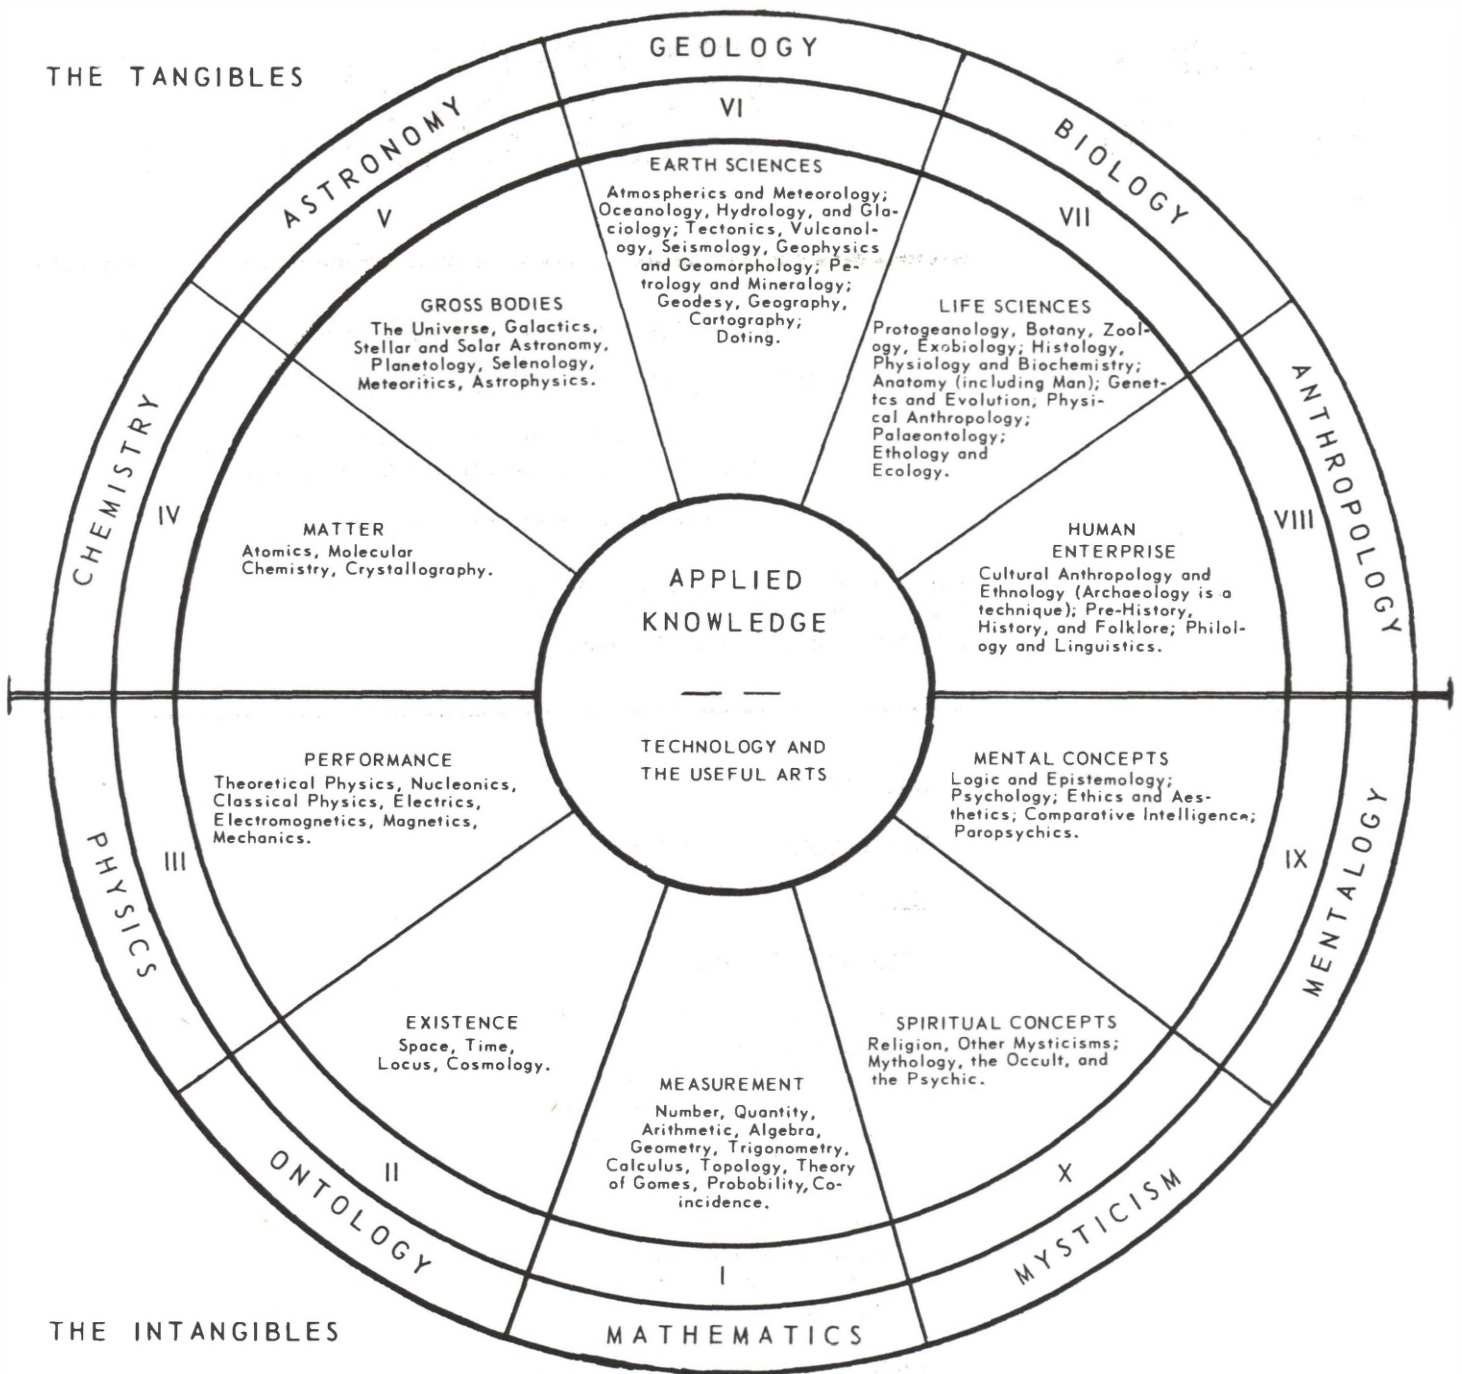 THE TANGIBLES
GEOLOGY
VI
EARTH SCIENCES
Atmospherics and Meteorology;
Oceanology, Hydrology, and Gla-
ciology; Tectonics, Vulcanol-
ogy, Seismology, Geophysics
and Geomorphology; Pe-
trology and Mineralogy;
Geodesy, Geography,
Cartography;
Doting.
ASTRONOMY
V
GROSS BODIES
The Universe, Galactics,
Stellar and Solar Astronomy,
Planetology, Selenology,
Meteoritics, Astrophysics.
BIOLOGY
VII
LIFE SCIENCES
Protogeanology, Botany, Zool-
ogy, Exobiology; Histology,
Physiology and Biochemistry;
Anatomy (including Man); Genet-
tcs and Evolution; Physi-
cal Anthropology;
Palaeontology;
Ethology and
Ecology.
CHEMISTRY
IV
MATTER
Atomics, Molecular
Chemistry, Crystallography.
ANTHROPOLOGY
VIII
HUMAN
ENTERPRISE
Cultural Anthropology and
Ethnology (Archaeology is a
technique); Pre-History,
History, and Folklore; Philol-
ogy and Linguistics.
APPLIED
KNOWLEDGE
— —
TECHNOLOGY AND
THE USEFUL ARTS
PHYSICS
III
PERFORMANCE
Theoretical Physics, Nucleonics,
Classical Physics, Electrics,
Electromognetics, Magnetics,
Mechanics.
MENTALOGY
IX
MENTAL CONCEPTS
Logic and Epistemology;
Psychology; Ethics and Aes-
thetics; Comparative Intelligence;
Paropsychics.
ONTOLOGY
II
EXISTENCE
Space, Time,
Locus, Cosmology.
MYSTICISM
X
SPIRITUAL CONCEPTS
Religion, Other Mysticisms;
Mythology, the Occult, and
the Psychic.
MEASUREMENT
Number, Quantity,
Arithmetic, Algebra,
Geometry, Trigonometry.
Calculus, Topology, Theory
of Gomes, Probobility, Co-
incidence.
I
MATHEMATICS
THE INTANGIBLES